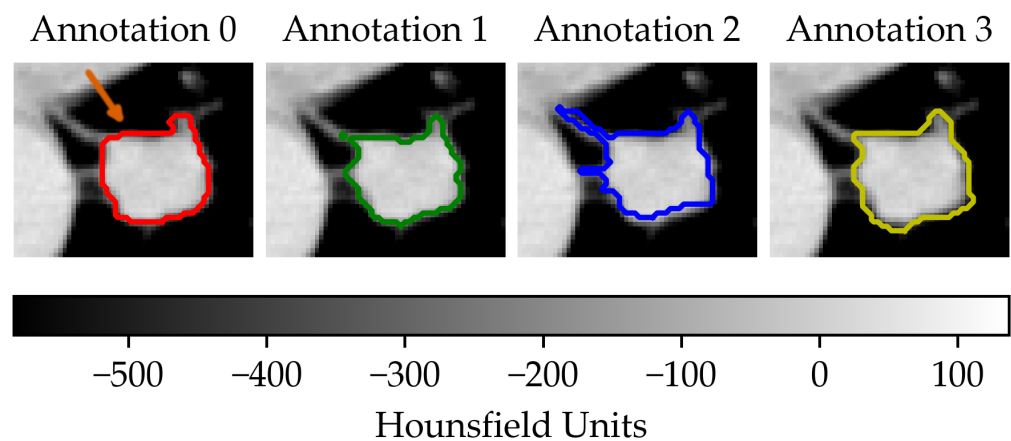 Annotation 0 Annotation 1 Annotation 2 Annotation 3
−500 −400 −300 −200 −100 0 100
Hounsfield Units